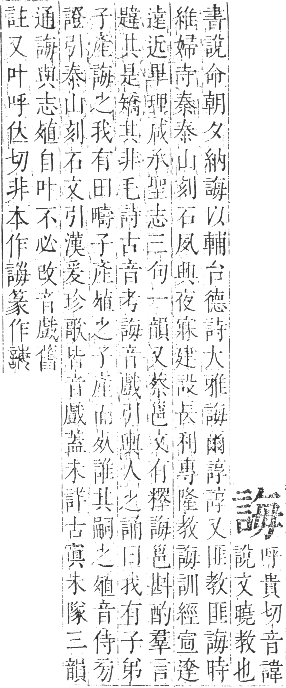 誨
呼貴切音諱
說文曉教也
書說命朝夕納誨以輔台德詩大雅誨爾諄諄又匪教匪誨時
維婦寺秦泰山刻石夙興夜寐建設長利專隆教誨訓經宣達
遠近畢理咸承聖志三句一韻又蔡邕文有釋誨邕斟酌羣言
韙其是矯其非毛詩古音考誨音戲引輿人之誦曰我有子弟
子產誨之我有田疇子產殖之子產而死誰其嗣之殖音侍旁
證引泰山刻石文引漢爰珍歌皆音戲蓋未詳古寘未隊三韻
通誨與志殖自叶不必改音戲舊
註又叶呼切非本作誨篆作